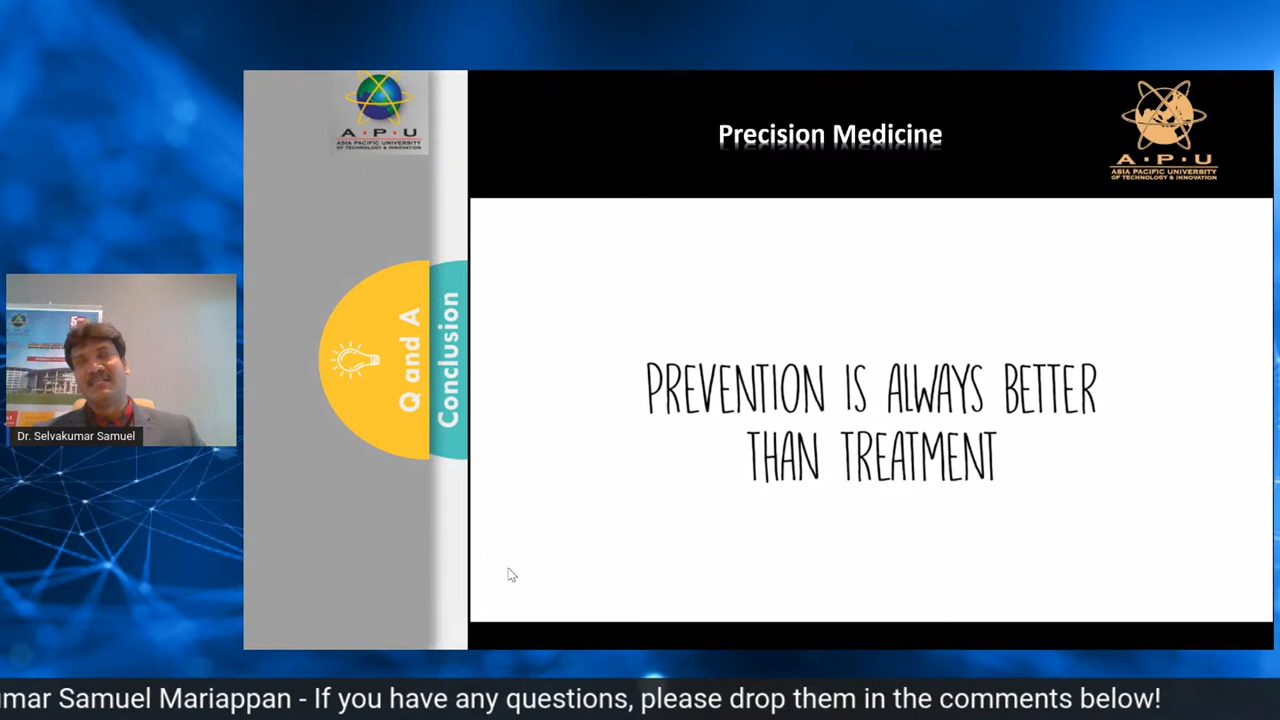 A • P • U
ASIA PACIFIC UNIVERSITY
OF TECHNOLOGY & INNOVATION
Q and A
Conclusion
Precision Medicine
A • P • U
ASIA PACIFIC UNIVERSITY
OF TECHNOLOGY & INNOVATION
PREVENTION IS ALWAYS BETTER
THAN TREATMENT
Dr. Selvakumar Samuel
Samuel Mariappan - If you have any questions, please drop them in the comments below!